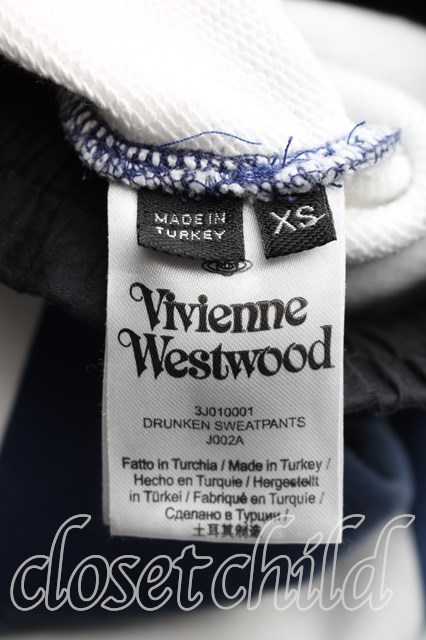 MADE IN
TURKEY
XS
Vivienne
Westwood
3J010001
DRUNKEN SWEATPANTS
J002A
Fatto in Turchia / Made in Turkey /
Hecho en Turquie / Hergestellt
in Türkei / Fabriqué en Turquie /
Сделано в Турции /
土耳其制造
closetchild